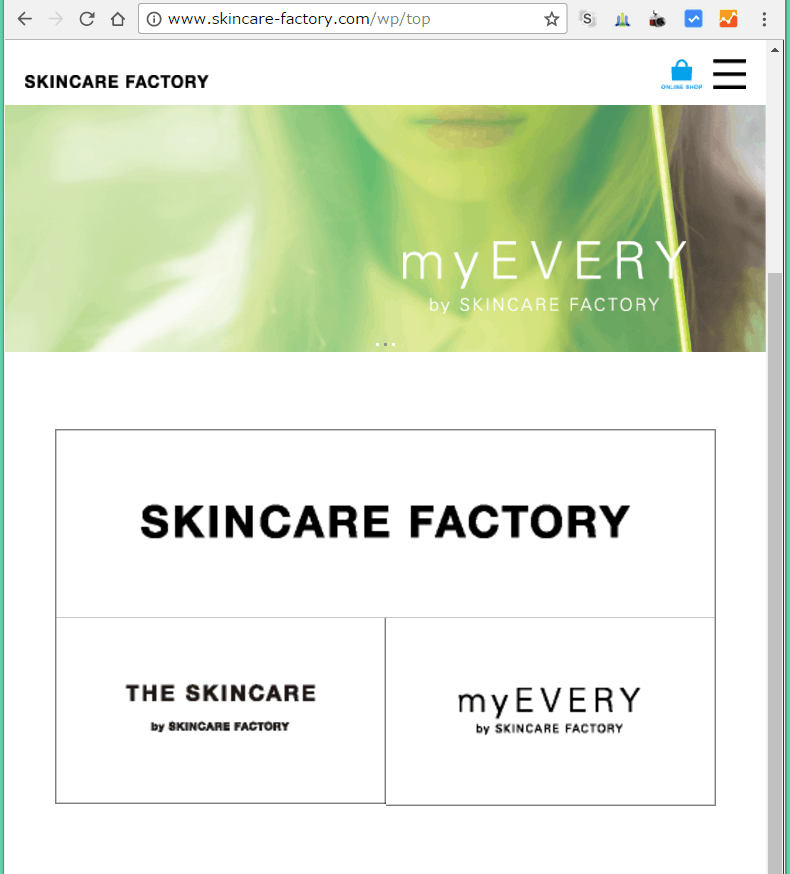 www.skincare-factory.com/wp/top
S
SKINCARE FACTORY
ONLINE SHOP
myEVERY
by SKINCARE FACTORY
SKINCARE FACTORY
THE SKINCARE
by SKINCARE FACTORY
myEVERY
by SKINCARE FACTORY